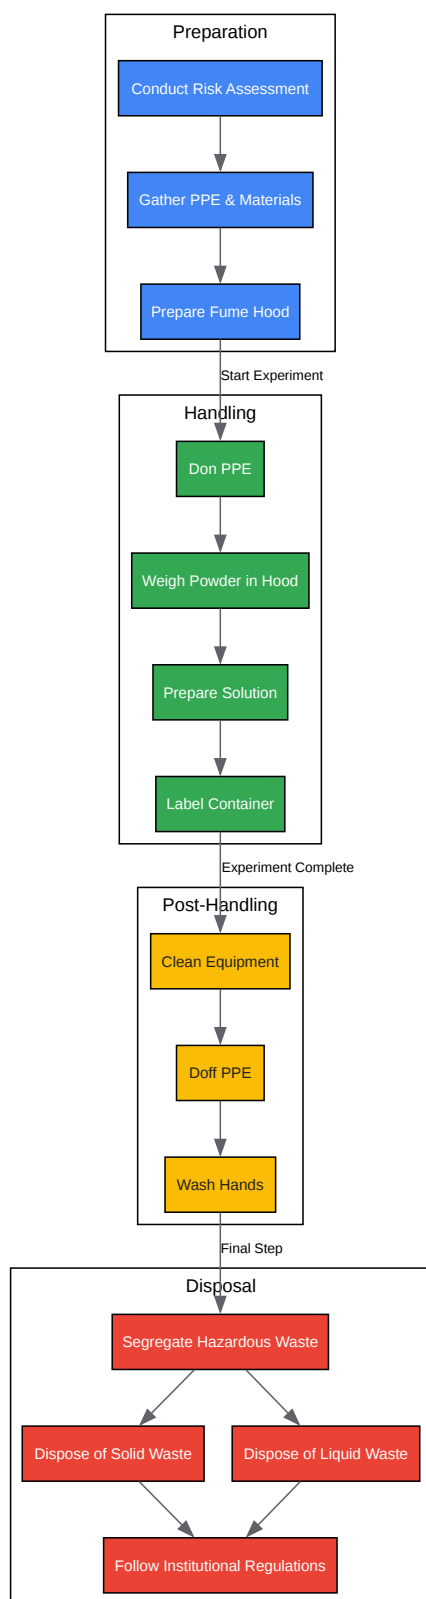 Preparation
Conduct Risk Assessment
Gather PPE & Materials
Prepare Fume Hood
Start Experiment
Handling
Don PPE
Weigh Powder in Hood
Prepare Solution
Label Container
Experiment Complete
Post-Handling
Clean Equipment
Doff PPE
Wash Hands
Final Step
Disposal
Segregate Hazardous Waste
Dispose of Solid Waste
Dispose of Liquid Waste
Follow Institutional Regulations